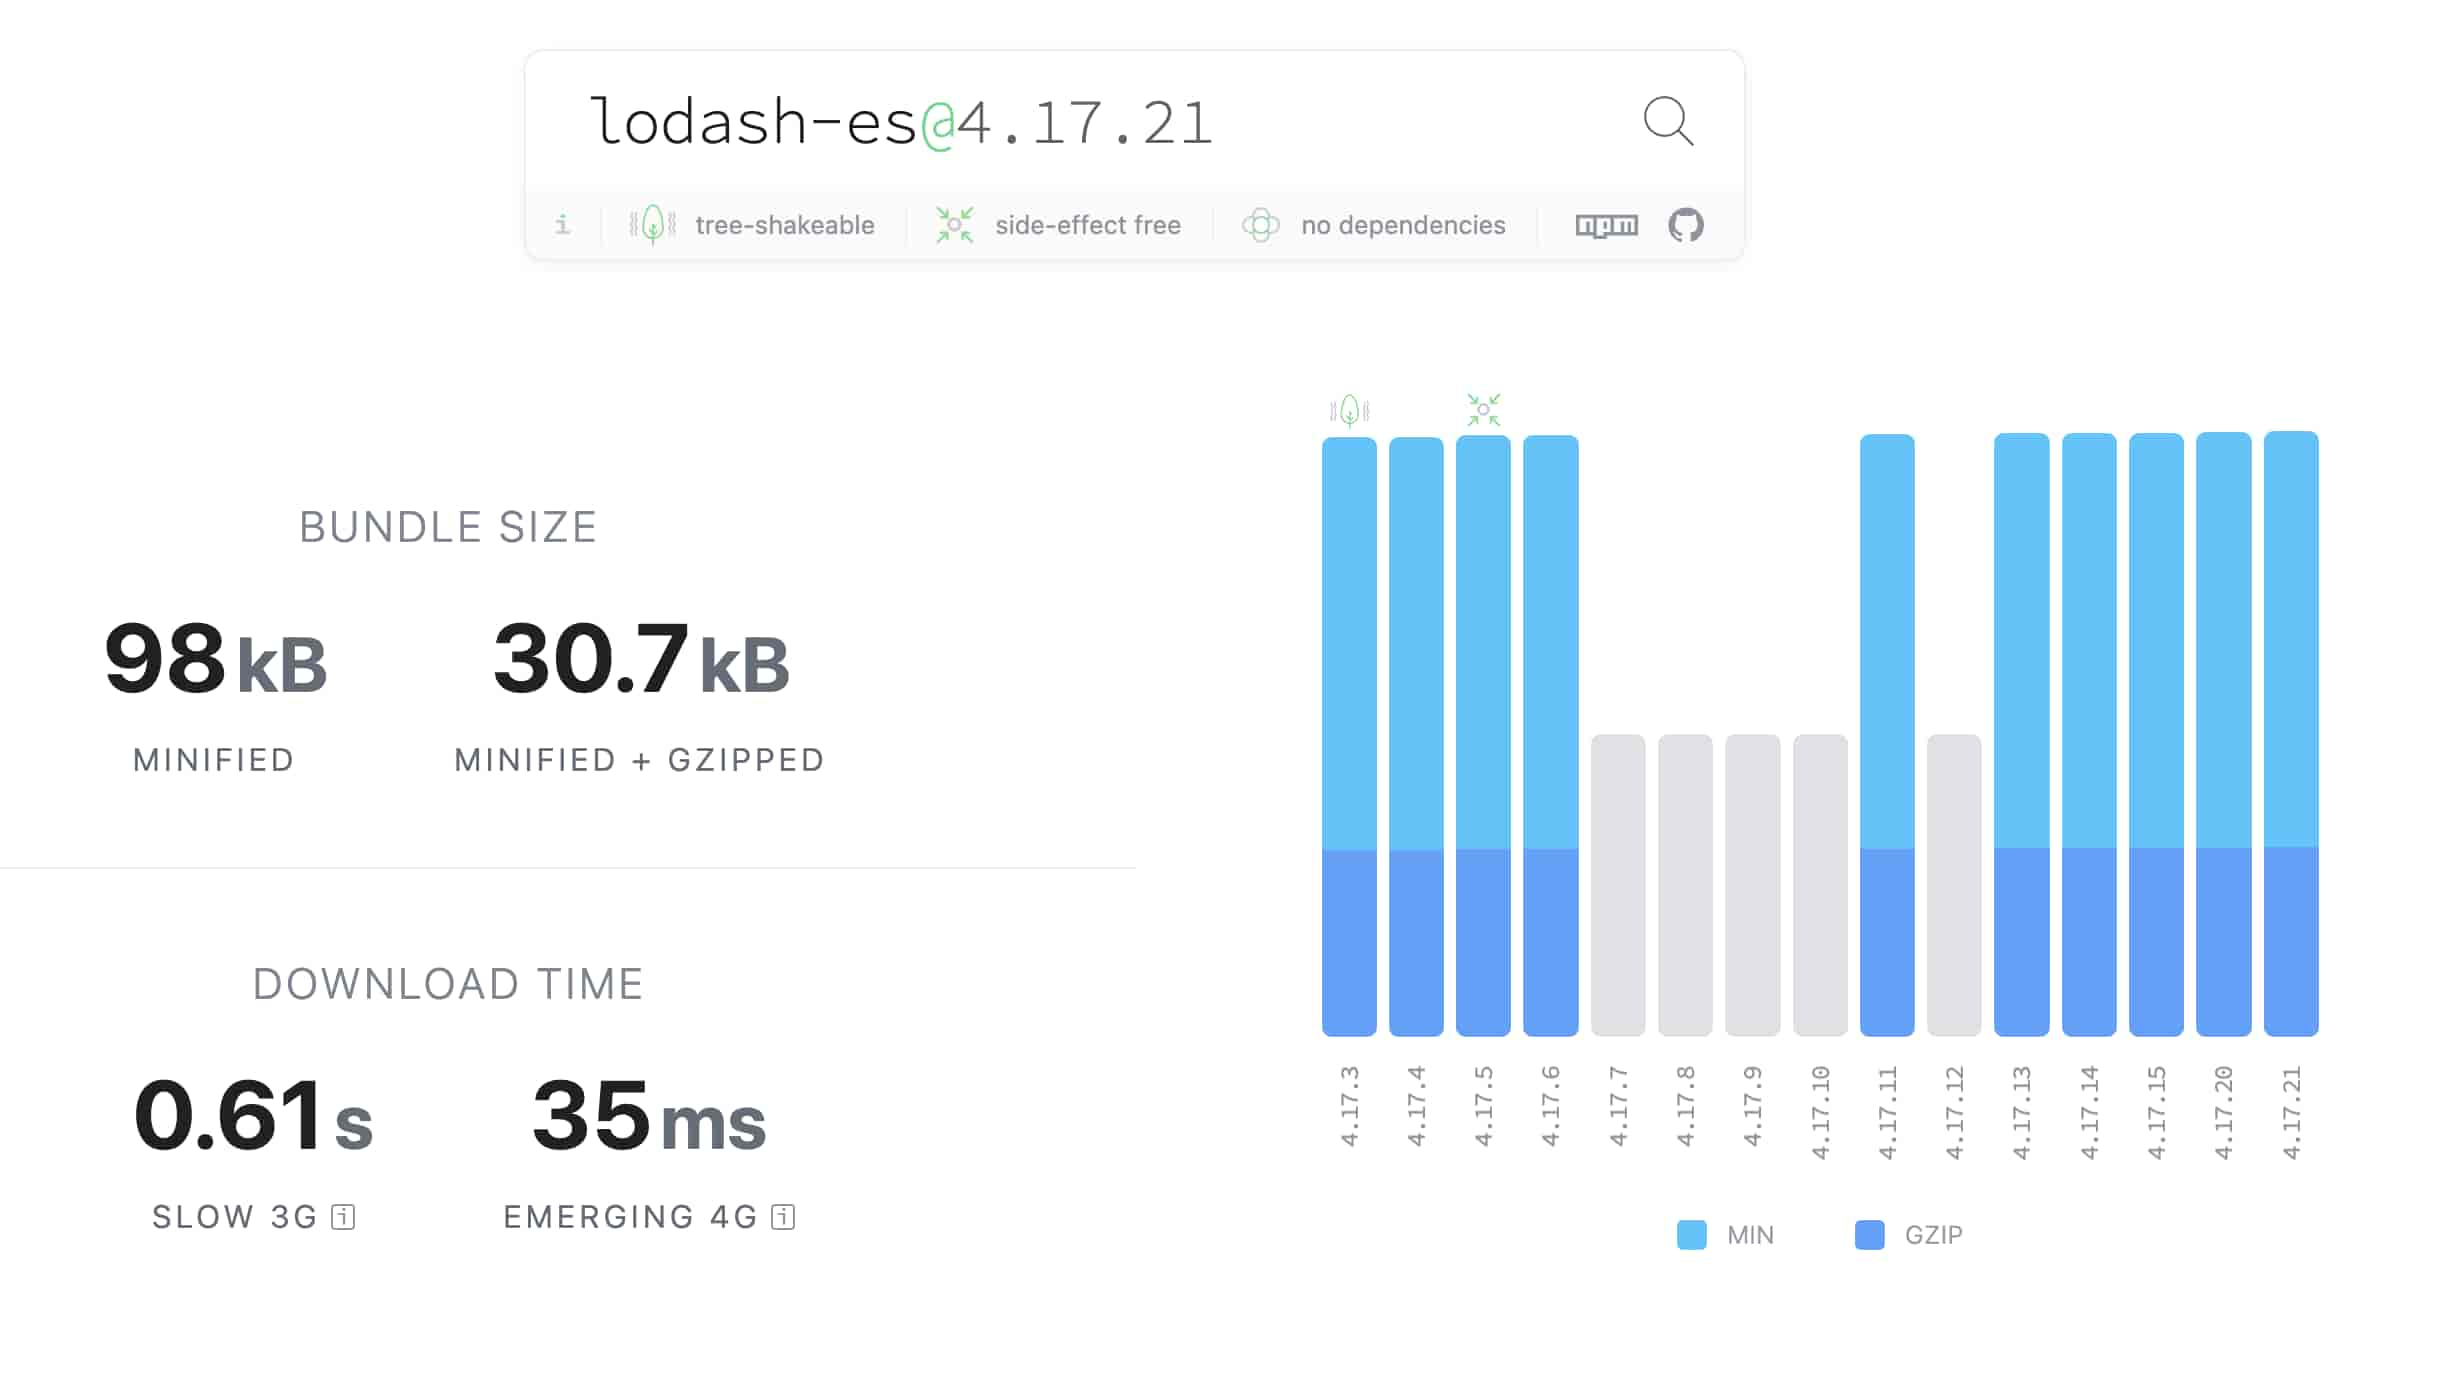 lodash-es@4.17.21
i tree-shakeable side-effect free no dependencies npm
BUNDLE SIZE
98 kB 30.7 kB
MINIFIED MINIFIED + GZIPPED
DOWNLOAD TIME
0.61 s 35 ms
SLOW 3G i EMERGING 4G i
4.17.3 4.17.4 4.17.5 4.17.6 4.17.7 4.17.8 4.17.9 4.17.10 4.17.11 4.17.12 4.17.13 4.17.14 4.17.15 4.17.20 4.17.21
MIN GZIP